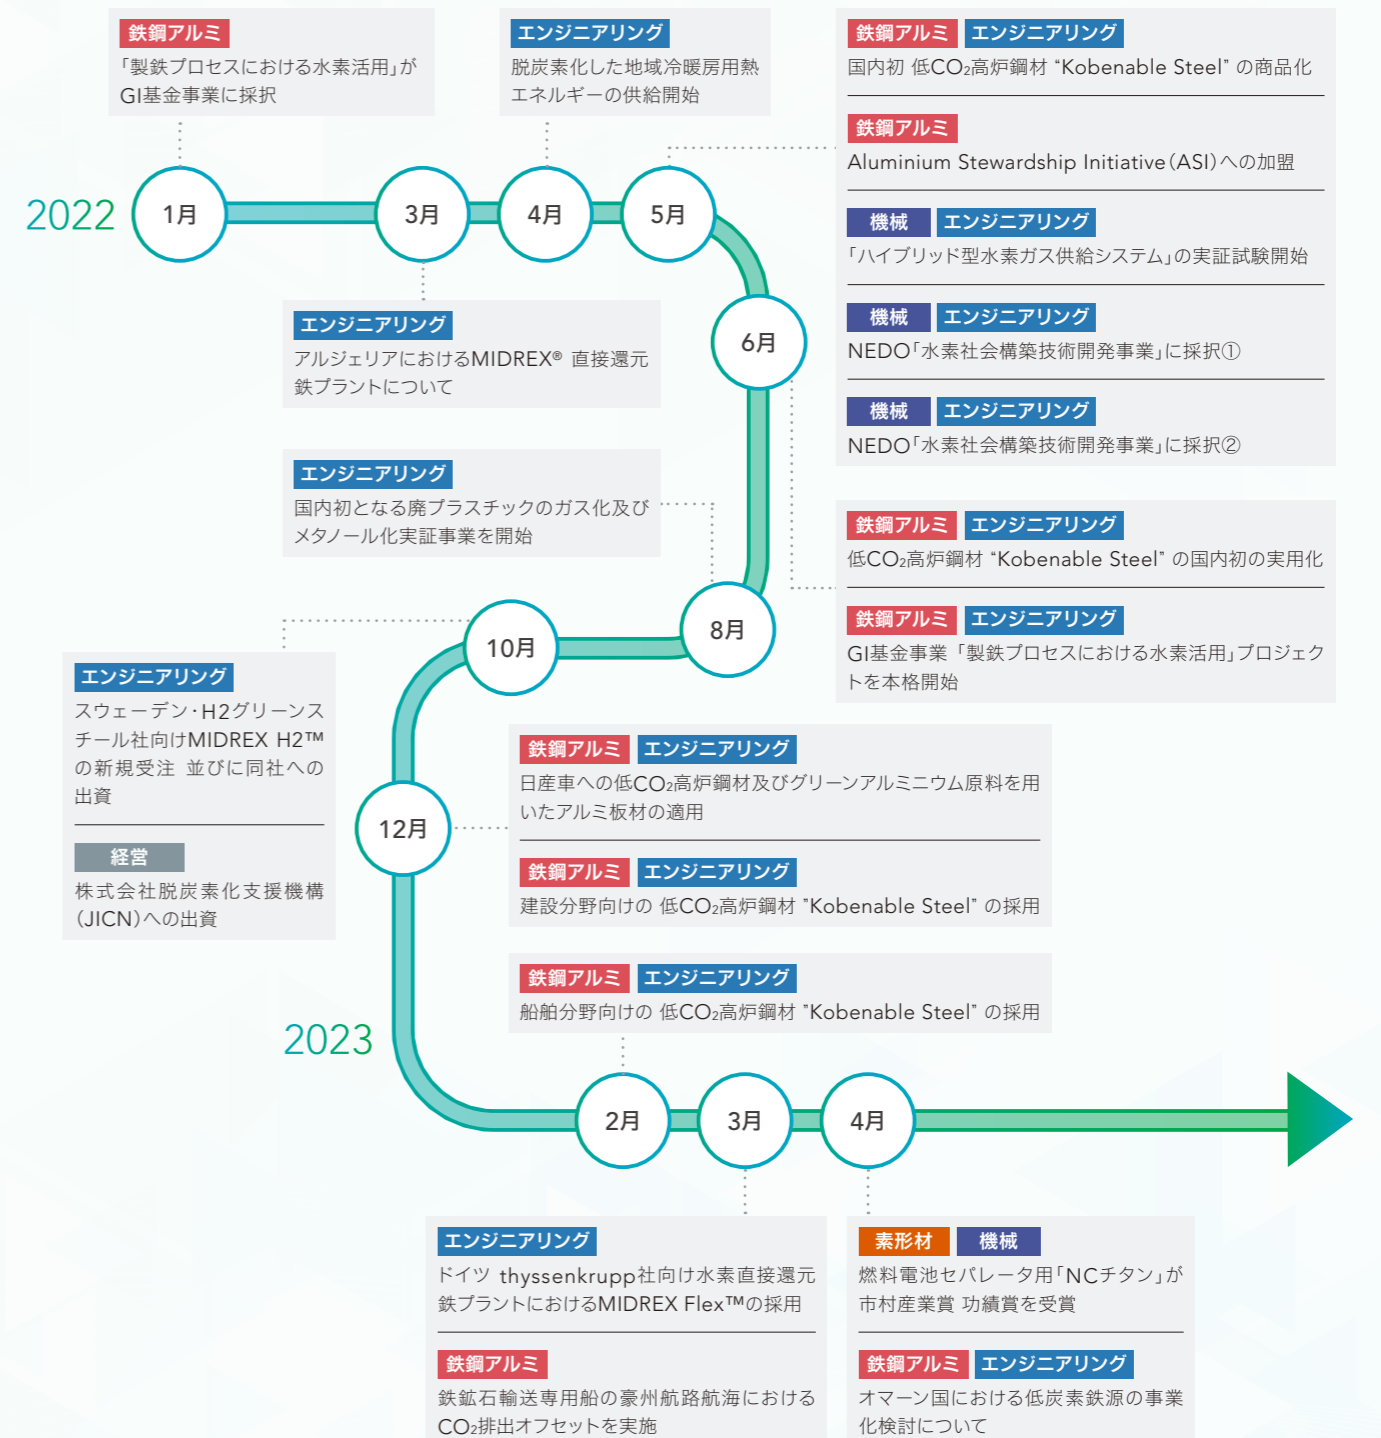 鉄鋼アルミ
「製鉄プロセスにおける水素活用」が
GI基金事業に採択
エンジニアリング
脱炭素化した地域冷暖房用熱
エネルギーの供給開始
鉄鋼アルミ エンジニアリング
国内初 低CO₂高炉鋼材 “Kobenable Steel” の商品化
鉄鋼アルミ
Aluminium Stewardship Initiative（ASI）への加盟
機械 エンジニアリング
「ハイブリッド型水素ガス供給システム」の実証試験開始
機械 エンジニアリング
NEDO「水素社会構築技術開発事業」に採択①
機械 エンジニアリング
NEDO「水素社会構築技術開発事業」に採択②
2022
1月
3月
4月
5月
エンジニアリング
アルジェリアにおけるMIDREX® 直接還元
鉄プラントについて
6月
鉄鋼アルミ エンジニアリング
低CO₂高炉鋼材 “Kobenable Steel” の国内初の実用化
鉄鋼アルミ エンジニアリング
GI基金事業 「製鉄プロセスにおける水素活用」プロジェク
トを本格開始
エンジニアリング
国内初となる廃プラスチックのガス化及び
メタノール化実証事業を開始
8月
10月
エンジニアリング
スウェーデン・H2グリーンス
チール社向けMIDREX H2™
の新規受注 並びに同社への
出資
経営
株式会社脱炭素化支援機構
（JICN）への出資
12月
鉄鋼アルミ エンジニアリング
日産車への低CO₂高炉鋼材及びグリーンアルミニウム原料を用
いたアルミ板材の適用
鉄鋼アルミ エンジニアリング
建設分野向けの 低CO₂高炉鋼材 ”Kobenable Steel” の採用
鉄鋼アルミ エンジニアリング
船舶分野向けの 低CO₂高炉鋼材 ”Kobenable Steel” の採用
2023
2月
3月
4月
エンジニアリング
ドイツ thyssenkrupp社向け水素直接還元
鉄プラントにおけるMIDREX Flex™の採用
鉄鋼アルミ
鉄鉱石輸送専用船の豪州航路航海における
CO₂排出オフセットを実施
素形材 機械
燃料電池セパレータ用「NCチタン」が
市村産業賞 功績賞を受賞
鉄鋼アルミ エンジニアリング
オマーン国における低炭素鉄源の事業
化検討について